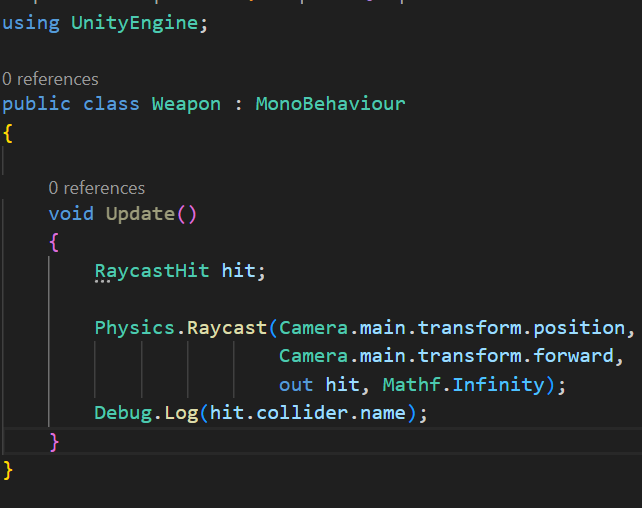 using UnityEngine;
0 references
public class Weapon : MonoBehaviour
{
0 references
void Update()
{
RaycastHit hit;
Physics.Raycast(Camera.main.transform.position,
Camera.main.transform.forward,
out hit, Mathf.Infinity);
Debug.Log(hit.collider.name);
}
}